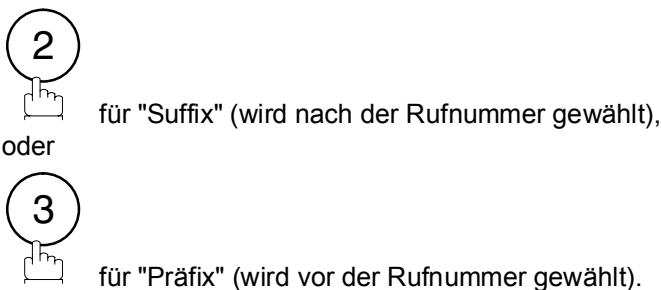 2
für "Suffix" (wird nach der Rufnummer gewählt),
oder
3
für "Präfix" (wird vor der Rufnummer gewählt).